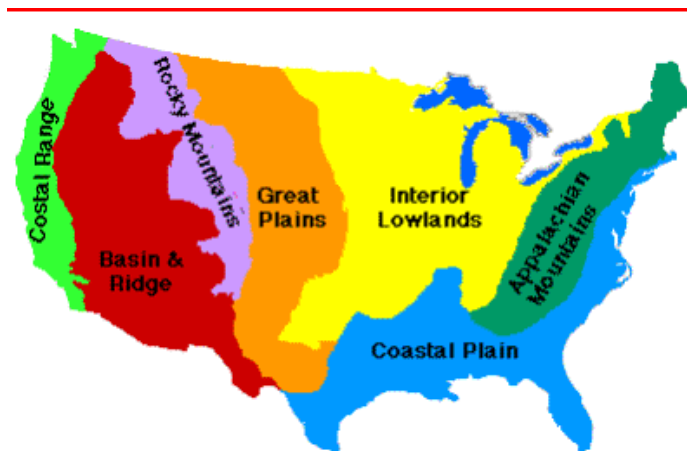 Costal Range
Rocky Mountains
Basin &
Ridge
Great
Plains
Interior
Lowlands
Appalachian
Mountains
Coastal Plain